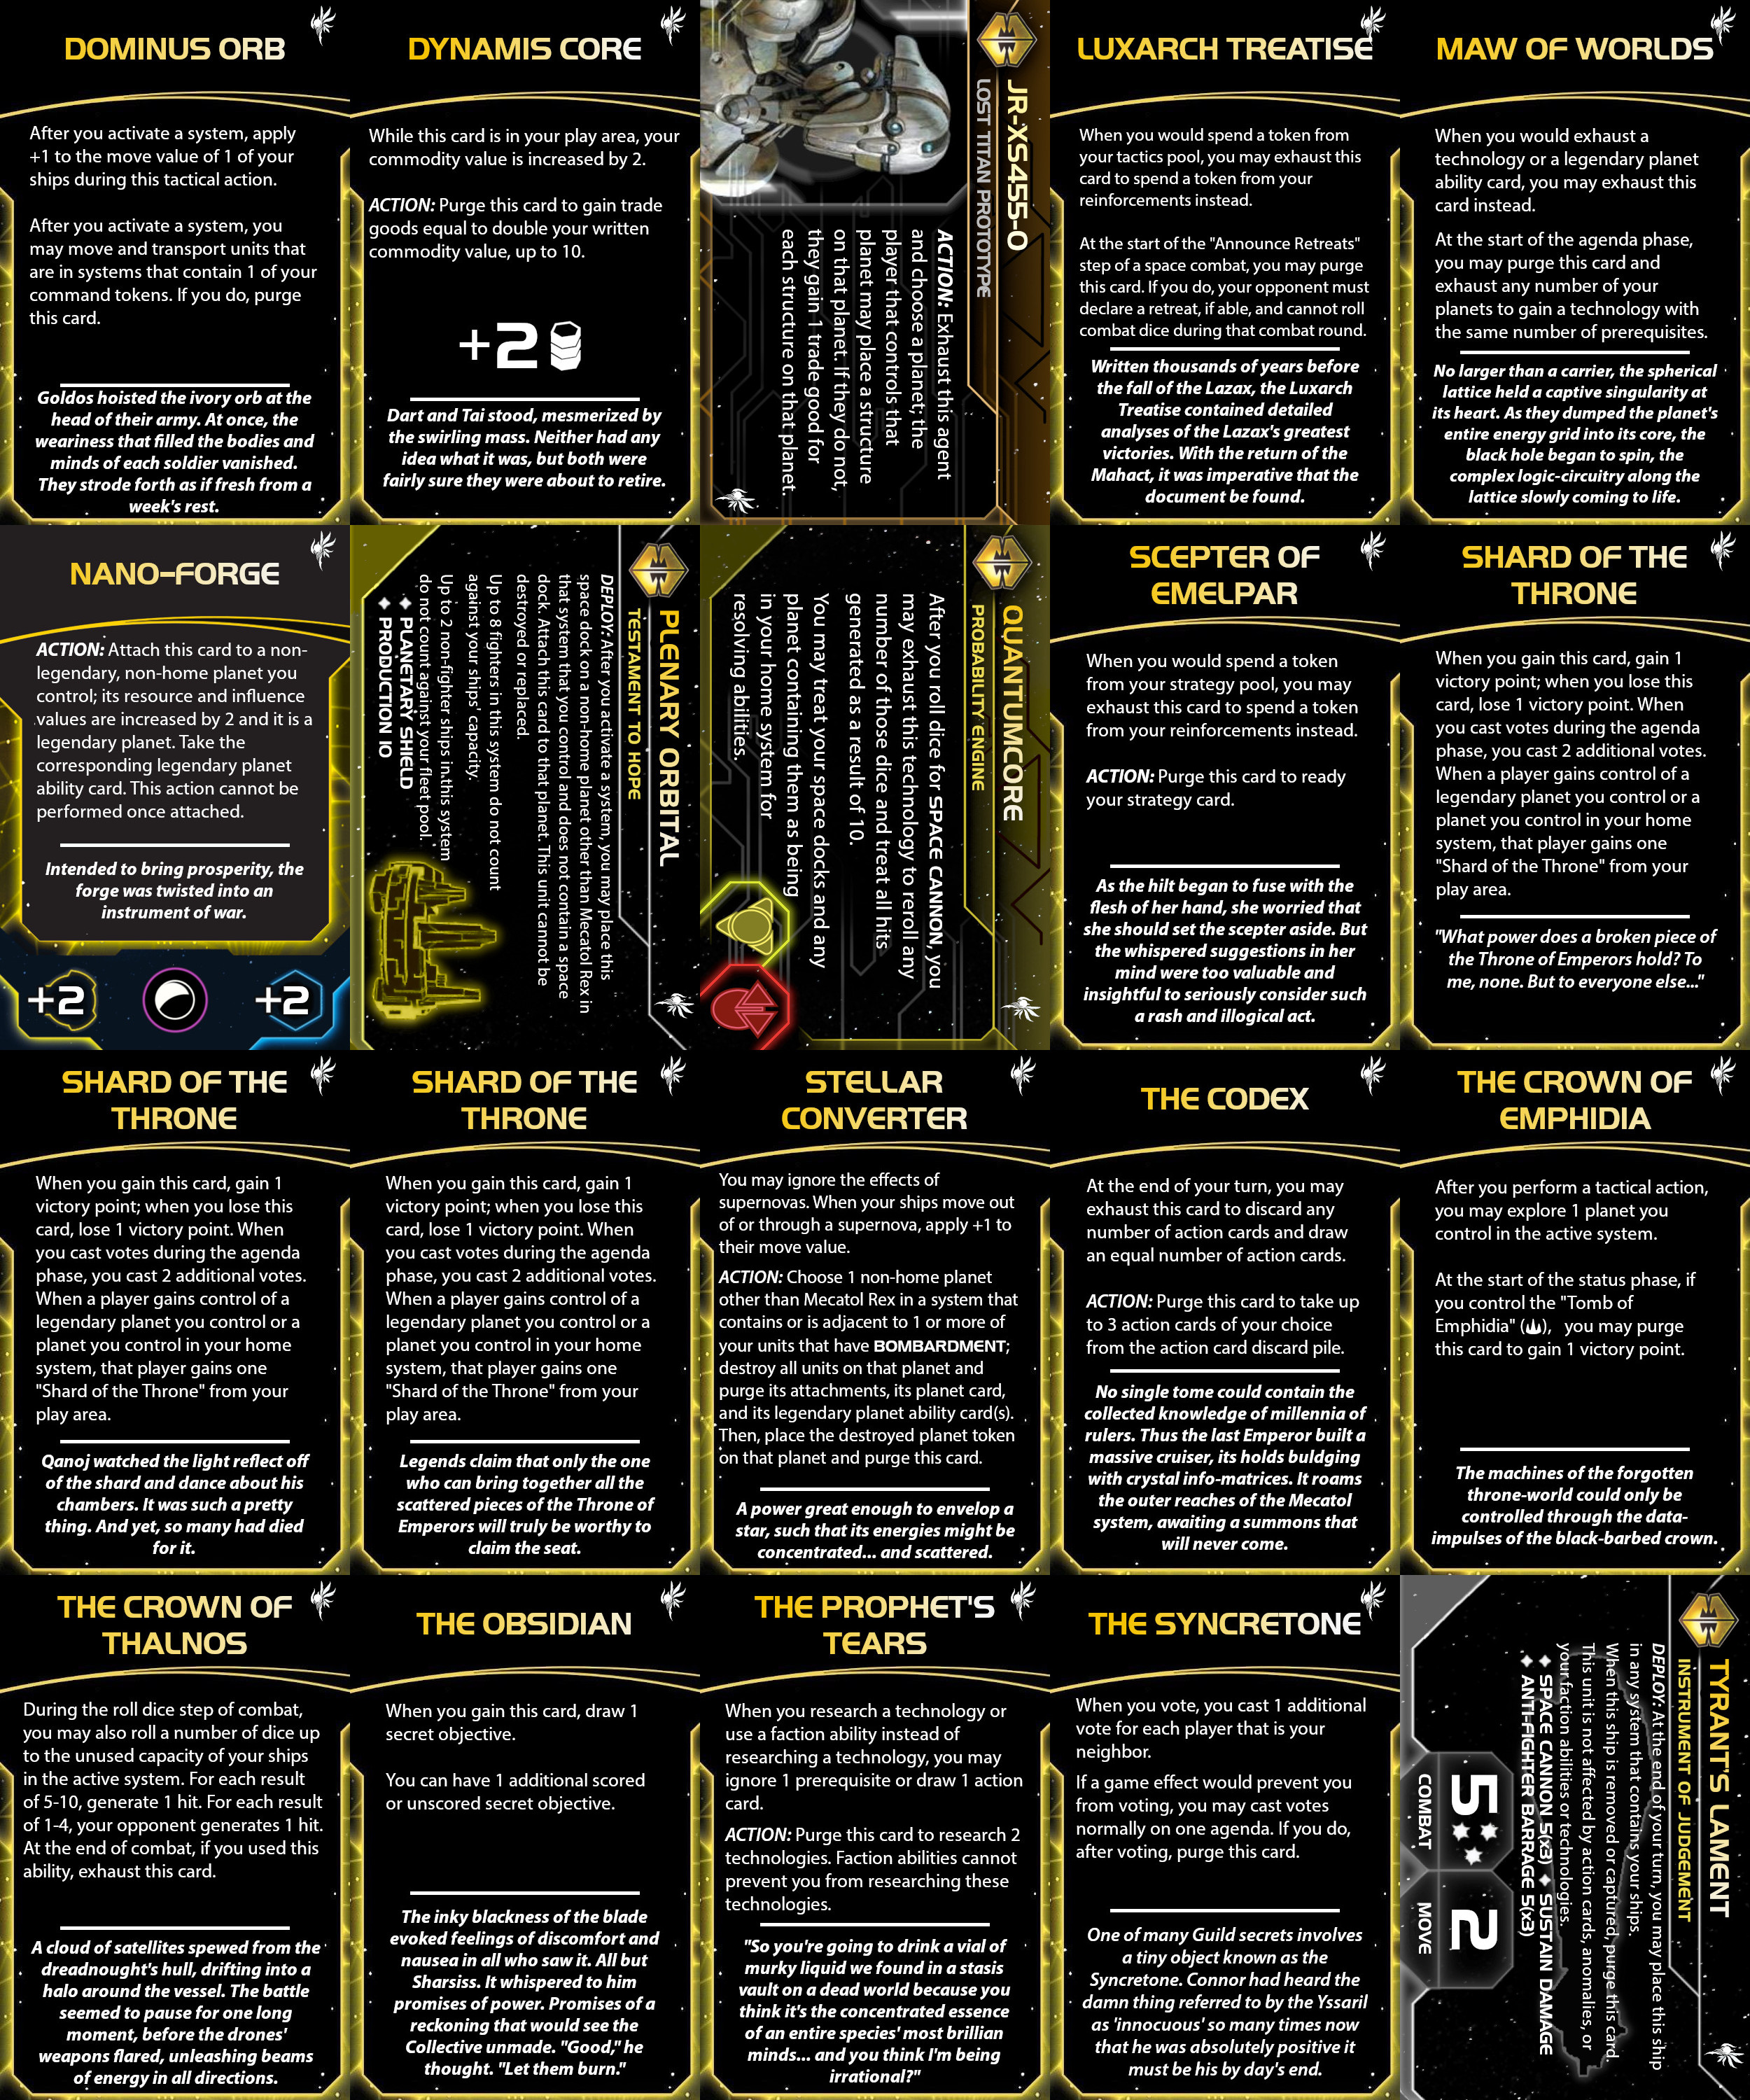 DOMINUS ORB
After you activate a system, apply
+1 to the move value of 1 of your
ships during this tactical action.
After you activate a system, you
may move and transport units that
are in systems that contain 1 of your
command tokens. If you do, purge
this card.
Goldos hoisted the ivory orb at the
head of their army. At once, the
weariness that filled the bodies and
minds of each soldier vanished.
They strode forth as if fresh from a
week's rest.
DYNAMIS CORE
While this card is in your play area, your
commodity value is increased by 2.
ACTION: Purge this card to gain trade
goods equal to double your written
commodity value, up to 10.
+2
Dart and Tai stood, mesmerized by
the swirling mass. Neither had any
idea what it was, but both were
fairly sure they were about to retire.
JR-XS455-O
LOST TITAN PROTOTYPE
ACTION: Exhaust this agent
and choose a planet; the
player that controls that
planet may place a structure
on that planet. If they do not,
they gain 1 trade good for
each structure on that planet.
LUXARCH TREATISE
When you would spend a token from
your tactics pool, you may exhaust this
card to spend a token from your
reinforcements instead.
At the start of the "Announce Retreats"
step of a space combat, you may purge
this card. If you do, your opponent must
declare a retreat, if able, and cannot roll
combat dice during that combat round.
Written thousands of years before
the fall of the Lazax, the Luxarch
Treatise contained detailed
analyses of the Lazax's greatest
victories. With the return of the
Mahact, it was imperative that the
document be found.
MAW OF WORLDS
When you would exhaust a
technology or a legendary planet
ability card, you may exhaust this
card instead.
At the start of the agenda phase,
you may purge this card and
exhaust any number of your
planets to gain a technology with
the same number of prerequisites.
No larger than a carrier, the spherical
lattice held a captive singularity at
its heart. As they dumped the planet's
entire energy grid into its core, the
black hole began to spin, the
complex logic-circuitry along the
lattice slowly coming to life.
NANO-FORGE
ACTION: Attach this card to a non-
legendary, non-home planet you
control; its resource and influence
values are increased by 2 and it is a
legendary planet. Take the
corresponding legendary planet
ability card. This action cannot be
performed once attached.
Intended to bring prosperity, the
forge was twisted into an
instrument of war.
+2
+2
PLENARY ORBITAL
TESTAMENT TO HOPE
DEPLOY: After you activate a system, you may place this
space dock on a non-home planet other than Mecatol Rex in
that system that you control and does not contain a space
dock. Attach this card to that planet. This unit cannot be
destroyed or replaced.
Up to 8 fighters in this system do not count
against your ships' capacity.
Up to 2 non-fighter ships in this system
do not count against your fleet pool.
PLANETARY SHIELD
PRODUCTION 10
QUANTUMCORE
PROBABILITY ENGINE
After you roll dice for SPACE CANNON, you
may exhaust this technology to reroll any
number of those dice and treat all hits
generated as a result of 10.
You may treat your space docks and any
planet containing them as being
in your home system for
resolving abilities.
SCEPTER OF
EMELPAR
When you would spend a token
from your strategy pool, you may
exhaust this card to spend a token
from your reinforcements instead.
ACTION: Purge this card to ready
your strategy card.
As the hilt began to fuse with the
flesh of her hand, she worried that
she should set the scepter aside. But
the whispered suggestions in her
mind were too valuable and
insightful to seriously consider such
a rash and illogical act.
SHARD OF THE
THRONE
When you gain this card, gain 1
victory point; when you lose this
card, lose 1 victory point. When
you cast votes during the agenda
phase, you cast 2 additional votes.
When a player gains control of a
legendary planet you control or a
planet you control in your home
system, that player gains one
"Shard of the Throne" from your
play area.
"What power does a broken piece of
the Throne of Emperors hold? To
me, none. But to everyone else..."
SHARD OF THE
THRONE
When you gain this card, gain 1
victory point; when you lose this
card, lose 1 victory point. When
you cast votes during the agenda
phase, you cast 2 additional votes.
When a player gains control of a
legendary planet you control or a
planet you control in your home
system, that player gains one
"Shard of the Throne" from your
play area.
Qanoj watched the light reflect off
of the shard and dance about his
chambers. It was such a pretty
thing. And yet, so many had died
for it.
SHARD OF THE
THRONE
When you gain this card, gain 1
victory point; when you lose this
card, lose 1 victory point. When
you cast votes during the agenda
phase, you cast 2 additional votes.
When a player gains control of a
legendary planet you control or a
planet you control in your home
system, that player gains one
"Shard of the Throne" from your
play area.
Legends claim that only the one
who can bring together all the
scattered pieces of the Throne of
Emperors will truly be worthy to
claim the seat.
STELLAR
CONVERTER
You may ignore the effects of
supernovas. When your ships move out
of or through a supernova, apply +1 to
their move value.
ACTION: Choose 1 non-home planet
other than Mecatol Rex in a system that
contains or is adjacent to 1 or more of
your units that have BOMBARDMENT;
destroy all units on that planet and
purge its attachments, its planet card,
and its legendary planet ability card(s).
Then, place the destroyed planet token
on that planet and purge this card.
A power great enough to envelop a
star, such that its energies might be
concentrated... and scattered.
THE CODEX
At the end of your turn, you may
exhaust this card to discard any
number of action cards and draw
an equal number of action cards.
ACTION: Purge this card to take up
to 3 action cards of your choice
from the action card discard pile.
No single tome could contain the
collected knowledge of millennia of
rulers. Thus the last Emperor built a
massive cruiser, its holds buldging
with crystal info-matrices. It roams
the outer reaches of the Mecatol
system, awaiting a summons that
will never come.
THE CROWN OF
EMPHIDIA
After you perform a tactical action,
you may explore 1 planet you
control in the active system.
At the start of the status phase, if
you control the "Tomb of
Emphidia" ( ), you may purge
this card to gain 1 victory point.
The machines of the forgotten
throne-world could only be
controlled through the data-
impulses of the black-barbed crown.
THE CROWN OF
THALNOS
During the roll dice step of combat,
you may also roll a number of dice up
to the unused capacity of your ships
in the active system. For each result
of 5-10, generate 1 hit. For each result
of 1-4, your opponent generates 1 hit.
At the end of combat, if you used this
ability, exhaust this card.
A cloud of satellites spewed from the
dreadnought's hull, drifting into a
halo around the vessel. The battle
seemed to pause for one long
moment, before the drones'
weapons flared, unleashing beams
of energy in all directions.
THE OBSIDIAN
When you gain this card, draw 1
secret objective.
You can have 1 additional scored
or unscored secret objective.
The inky blackness of the blade
evoked feelings of discomfort and
nausea in all who saw it. All but
Sharsiss. It whispered to him
promises of power. Promises of a
reckoning that would see the
Collective unmade. "Good," he
thought. "Let them burn."
THE PROPHET'S
TEARS
When you research a technology or
use a faction ability instead of
researching a technology, you may
ignore 1 prerequisite or draw 1 action
card.
ACTION: Purge this card to research 2
technologies. Faction abilities cannot
prevent you from researching these
technologies.
"So you're going to drink a vial of
murky liquid we found in a stasis
vault on a dead world because you
think it's the concentrated essence
of an entire species' most brillian
minds... and you think I'm being
irrational?"
THE SYNCRETONE
When you vote, you cast 1 additional
vote for each player that is your
neighbor.
If a game effect would prevent you
from voting, you may cast votes
normally on one agenda. If you do,
after voting, purge this card.
One of many Guild secrets involves
a tiny object known as the
Syncretone. Connor had heard the
damn thing referred to by the Yssaril
as 'innocuous' so many times now
that he was absolutely positive it
must be his by day's end.
TYRANT'S LAMENT
INSTRUMENT OF JUDGEMENT
DEPLOY: At the end of your turn, you may place this ship
in any system that contains your ships.
When this ship is removed or captured, purge this card.
This unit is not affected by action cards, anomalies, or
your faction abilities or technologies.
SPACE CANNON 5(x3) SUSTAIN DAMAGE
ANTI-FIGHTER BARRAGE 5(x3)
5
2
COMBAT
MOVE